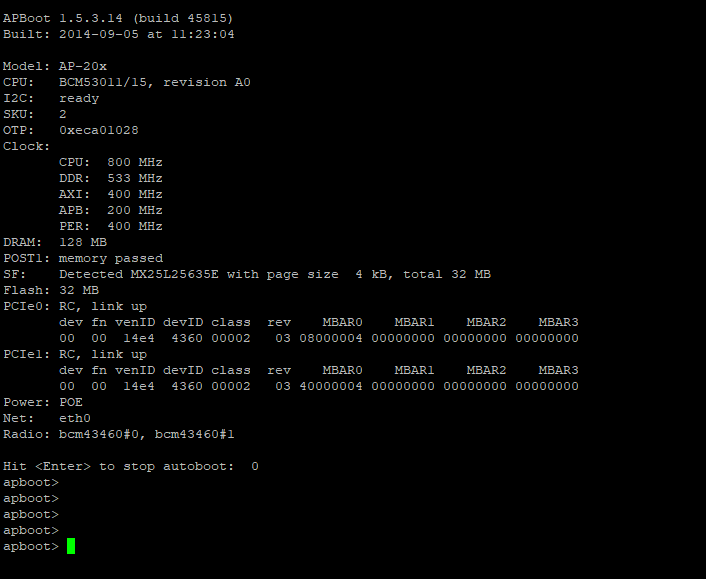 APBoot 1.5.3.14 (build 45815)
Built: 2014-09-05 at 11:23:04
Model: AP-20x
CPU:   BCM53011/15, revision A0
I2C:   ready
SKU:   2
OTP:   0xeca01028
Clock:
       CPU:  800 MHz
       DDR:  533 MHz
       AXI:  400 MHz
       APB:  200 MHz
       PER:  400 MHz
DRAM:  128 MB
POST1: memory passed
SF:    Detected MX25L25635E with page size  4 kB, total 32 MB
Flash: 32 MB
PCIe0: RC, link up
       dev fn venID devID class  rev    MBAR0    MBAR1    MBAR2    MBAR3
       00  00  14e4  4360 00002   03 08000004 00000000 00000000 00000000
PCIe1: RC, link up
       dev fn venID devID class  rev    MBAR0    MBAR1    MBAR2    MBAR3
       00  00  14e4  4360 00002   03 40000004 00000000 00000000 00000000
Power: POE
Net:   eth0
Radio: bcm43460#0, bcm43460#1
Hit <Enter> to stop autoboot:  0
apboot>
apboot>
apboot>
apboot>
apboot>